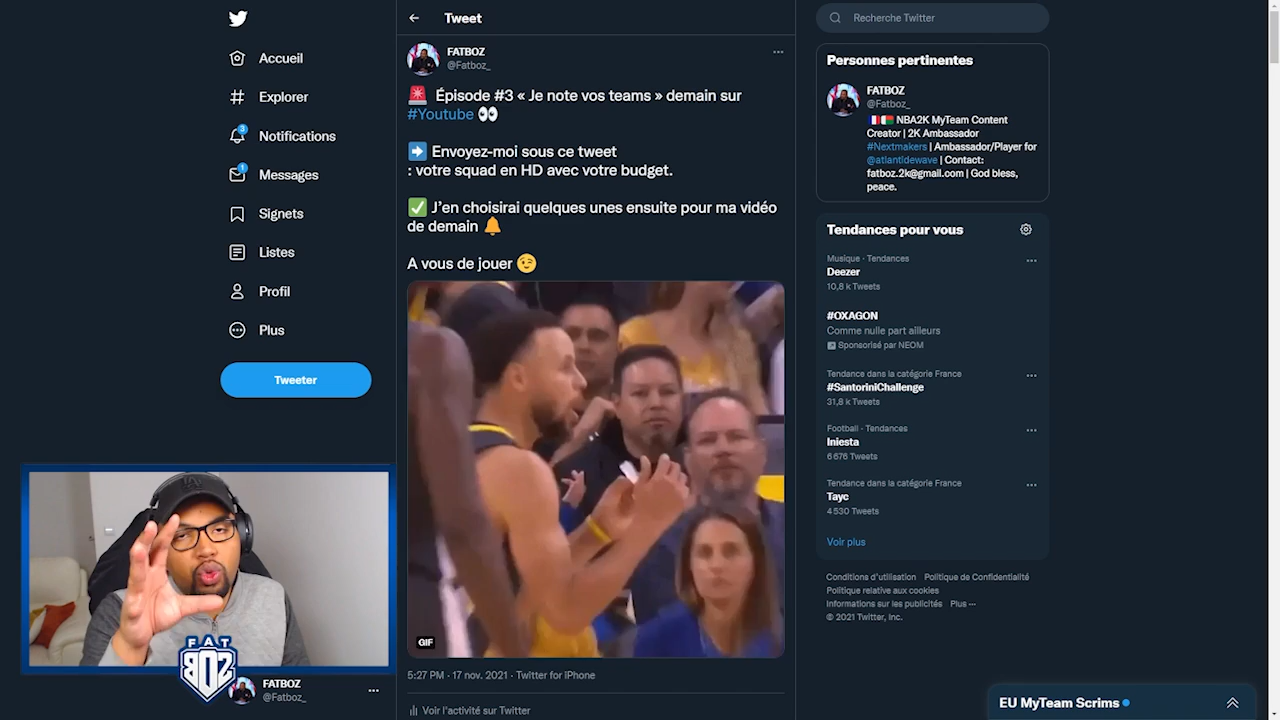 Accueil
Explorer
3
Notifications
1
Messages
Signets
Listes
Profil
Plus
Tweeter
FAT
BOZ
FATBOZ
@Fatboz_
Tweet
FATBOZ
@Fatboz_
Épisode #3 « Je note vos teams » demain sur
#Youtube
Envoyez-moi sous ce tweet
: votre squad en HD avec votre budget.
J'en choisirai quelques unes ensuite pour ma vidéo
de demain
A vous de jouer
GIF
5:27 PM · 17 nov. 2021 · Twitter for iPhone
Voir l'activité sur Twitter
Recherche Twitter
Personnes pertinentes
FATBOZ
@Fatboz_
NBA2K MyTeam Content
Creator | 2K Ambassador
#Nextmakers | Ambassador/Player for
@atlantidewave | Contact:
fatboz.2k@gmail.com | God bless,
peace.
Tendances pour vous
Musique · Tendances
Deezer
10,8 k Tweets
#OXAGON
Comme nulle part ailleurs
Sponsorisé par NEOM
Tendance dans la catégorie France
#SantoriniChallenge
31,8 k Tweets
Football · Tendances
Iniesta
6 676 Tweets
Tendance dans la catégorie France
Tayc
4 530 Tweets
Voir plus
Conditions d'utilisation Politique de Confidentialité
Politique relative aux cookies
Informations sur les publicités Plus ···
© 2021 Twitter, Inc.
EU MyTeam Scrims